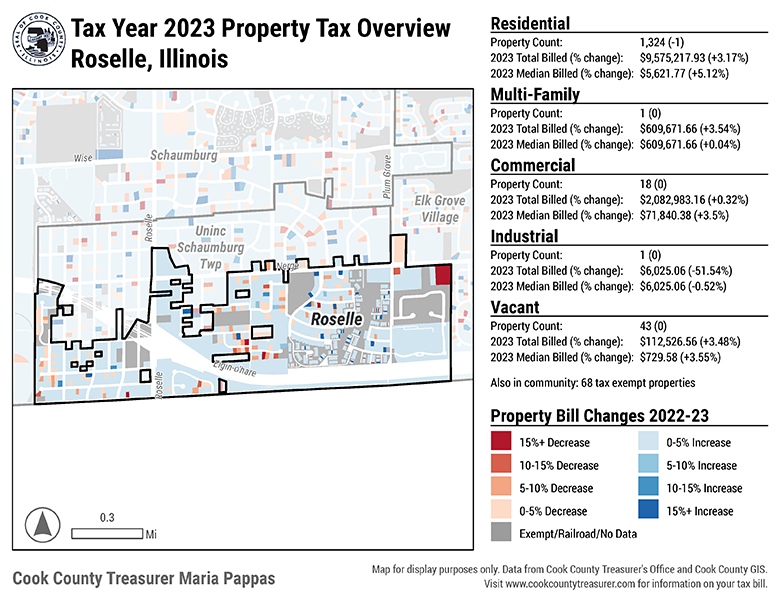 SEAL OF COOK COUNTY
ILLINOIS
Tax Year 2023 Property Tax Overview
Roselle, Illinois
Wise
Schaumburg
Plum Grove
Elk Grove
Village
Roselle
Uninc
Schaumburg
Twp
Nerge
Roselle
Elgin-ohare
Roselle
0.3
Mi
Cook County Treasurer Maria Pappas
Residential
Property Count: 1,324 (-1)
2023 Total Billed (% change): $9,575,217.93 (+3.17%)
2023 Median Billed (% change): $5,621.77 (+5.12%)
Multi-Family
Property Count: 1 (0)
2023 Total Billed (% change): $609,671.66 (+3.54%)
2023 Median Billed (% change): $609,671.66 (+0.04%)
Commercial
Property Count: 18 (0)
2023 Total Billed (% change): $2,082,983.16 (+0.32%)
2023 Median Billed (% change): $71,840.38 (+3.5%)
Industrial
Property Count: 1 (0)
2023 Total Billed (% change): $6,025.06 (-51.54%)
2023 Median Billed (% change): $6,025.06 (-0.52%)
Vacant
Property Count: 43 (0)
2023 Total Billed (% change): $112,526.56 (+3.48%)
2023 Median Billed (% change): $729.58 (+3.55%)
Also in community: 68 tax exempt properties
Property Bill Changes 2022-23
15%+ Decrease
10-15% Decrease
5-10% Decrease
0-5% Decrease
Exempt/Railroad/No Data
0-5% Increase
5-10% Increase
10-15% Increase
15%+ Increase
Map for display purposes only. Data from Cook County Treasurer's Office and Cook County GIS.
Visit www.cookcountytreasurer.com for information on your tax bill.